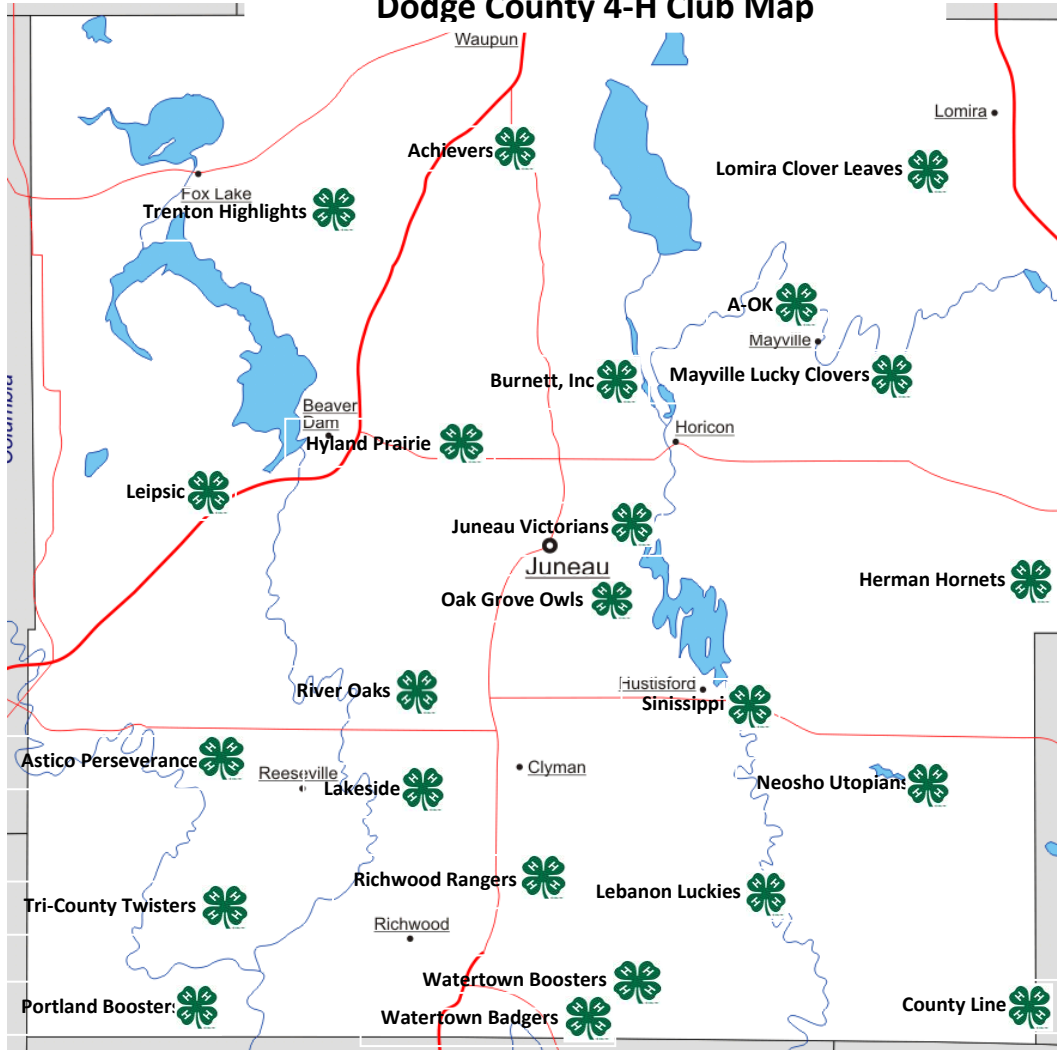 Dodge County 4-H Club Map
Waupun
Lomira
Achievers
Lomira Clover Leaves
Fox Lake
Trenton Highlights
A-OK
Mayville
Columbia
Burnett, Inc
Mayville Lucky Clovers
Beaver
Dam
Horicon
Hyland Prairie
Leipsic
Juneau Victorians
Juneau
Herman Hornets
Oak Grove Owls
River Oaks
Hustisford
Sinissippi
Astico Perseverance
Reeseville
Clyman
Lakeside
Neosho Utopians
Richwood Rangers
Lebanon Luckies
Tri-County Twisters
Richwood
Watertown Boosters
Portland Boosters
Watertown Badgers
County Line